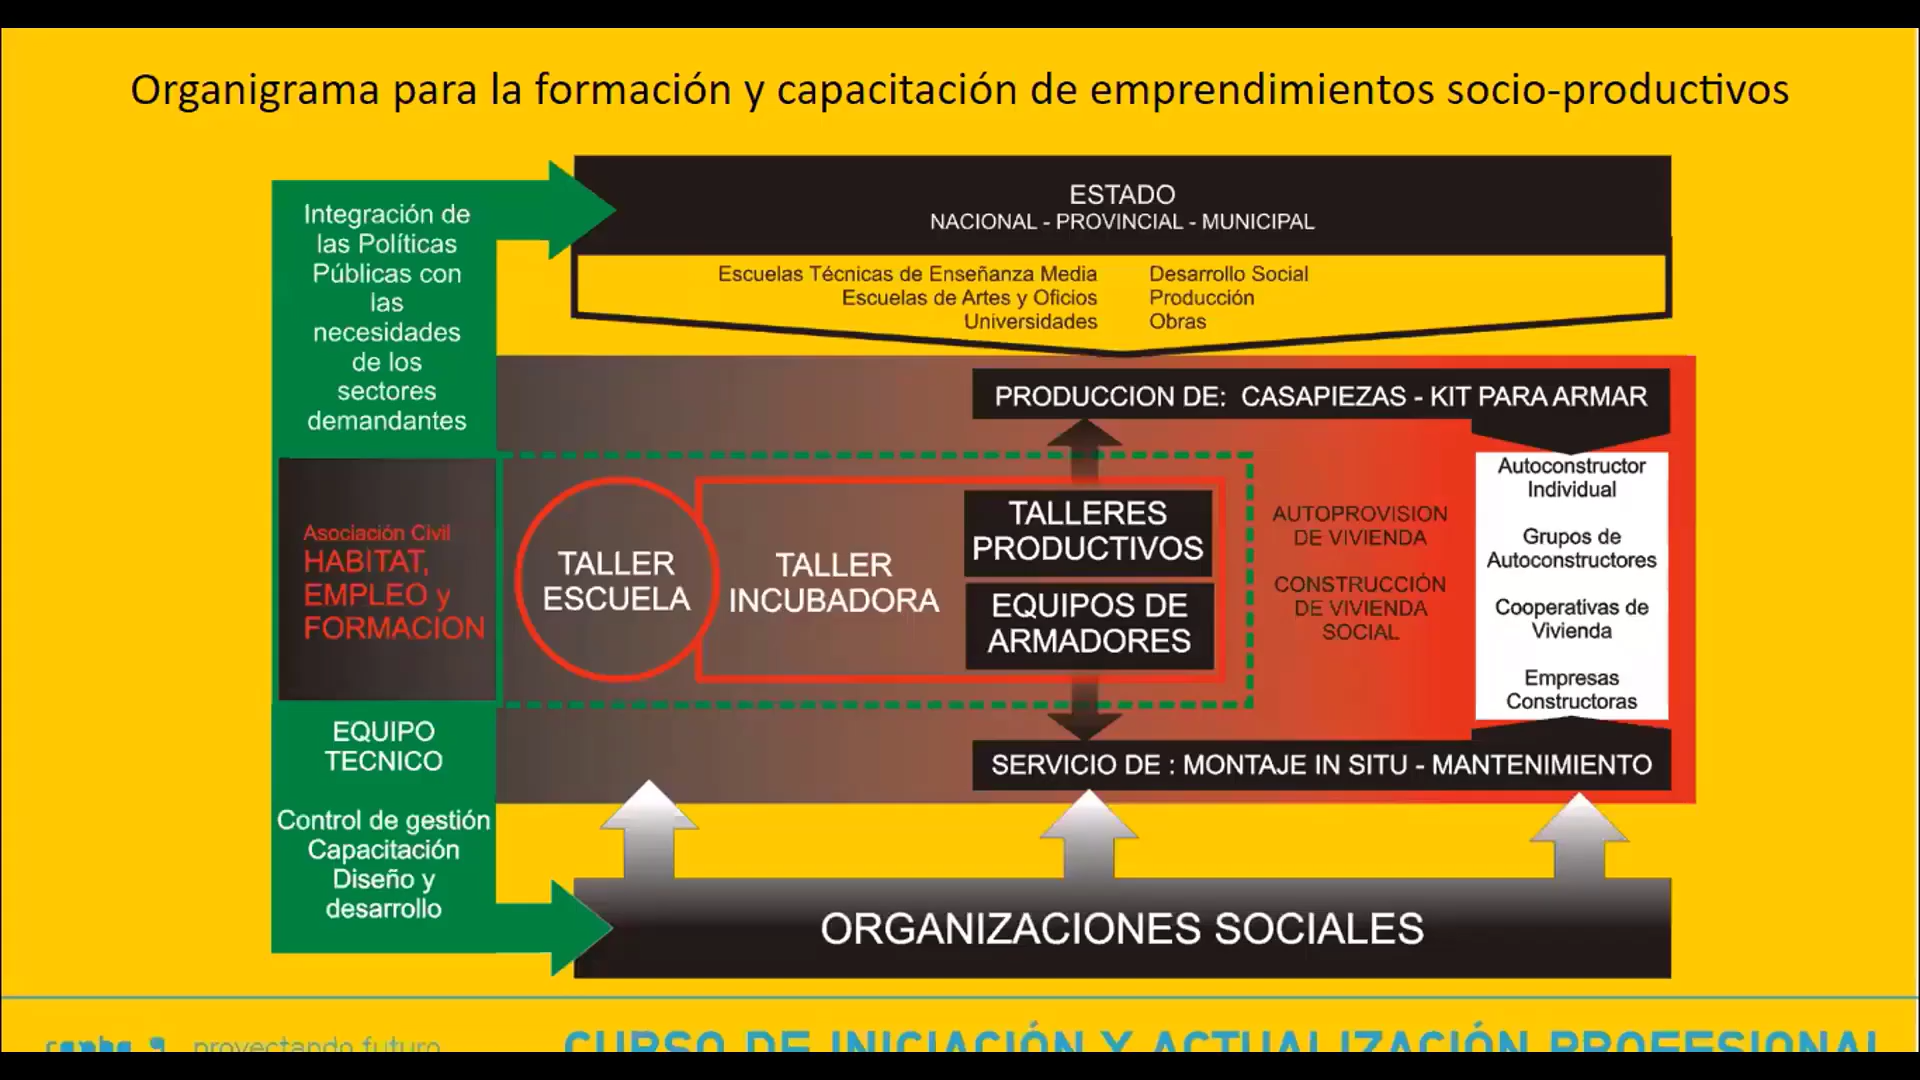 Organigrama para la formación y capacitación de emprendimientos socio-productivos
Integración de
las Políticas
Públicas con
las
necesidades
de los
sectores
demandantes
ESTADO
NACIONAL - PROVINCIAL - MUNICIPAL
Escuelas Técnicas de Enseñanza Media
Escuelas de Artes y Oficios
Universidades
Desarrollo Social
Producción
Obras
PRODUCCION DE: CASAPIEZAS - KIT PARA ARMAR
Asociación Civil
HABITAT,
EMPLEO y
FORMACION
TALLER
ESCUELA
TALLER
INCUBADORA
TALLERES
PRODUCTIVOS
EQUIPOS DE
ARMADORES
AUTOPROVISION
DE VIVIENDA
CONSTRUCCIÓN
DE VIVIENDA
SOCIAL
Autoconstructor
Individual
Grupos de
Autoconstructores
Cooperativas de
Vivienda
Empresas
Constructoras
SERVICIO DE : MONTAJE IN SITU - MANTENIMIENTO
EQUIPO
TECNICO
Control de gestión
Capacitación
Diseño y
desarrollo
ORGANIZACIONES SOCIALES
proyectando futuro
CURSO DE INICIACIÓN Y ACTUALIZACIÓN PROFESIONAL